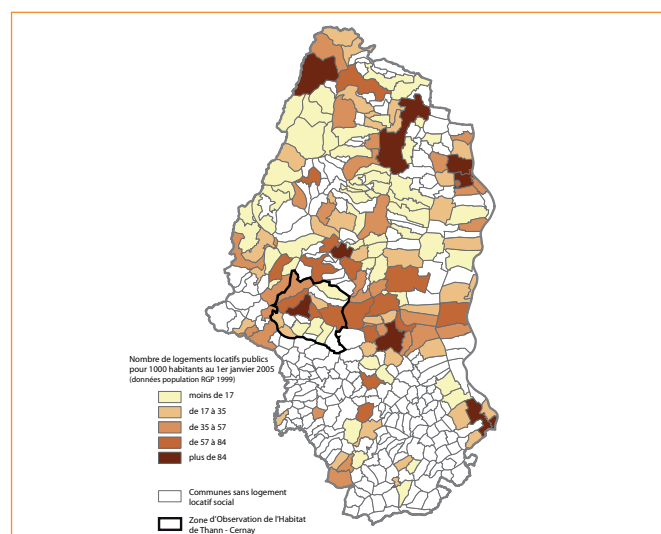 Nombre de logements locatifs publics
pour 1000 habitants au 1er janvier 2005
(données population RGP 1999)
moins de 17
de 17 à 35
de 35 à 57
de 57 à 84
plus de 84
Communes sans logement
locatif social
Zone d'Observation de l'Habitat
de Thann - Cernay